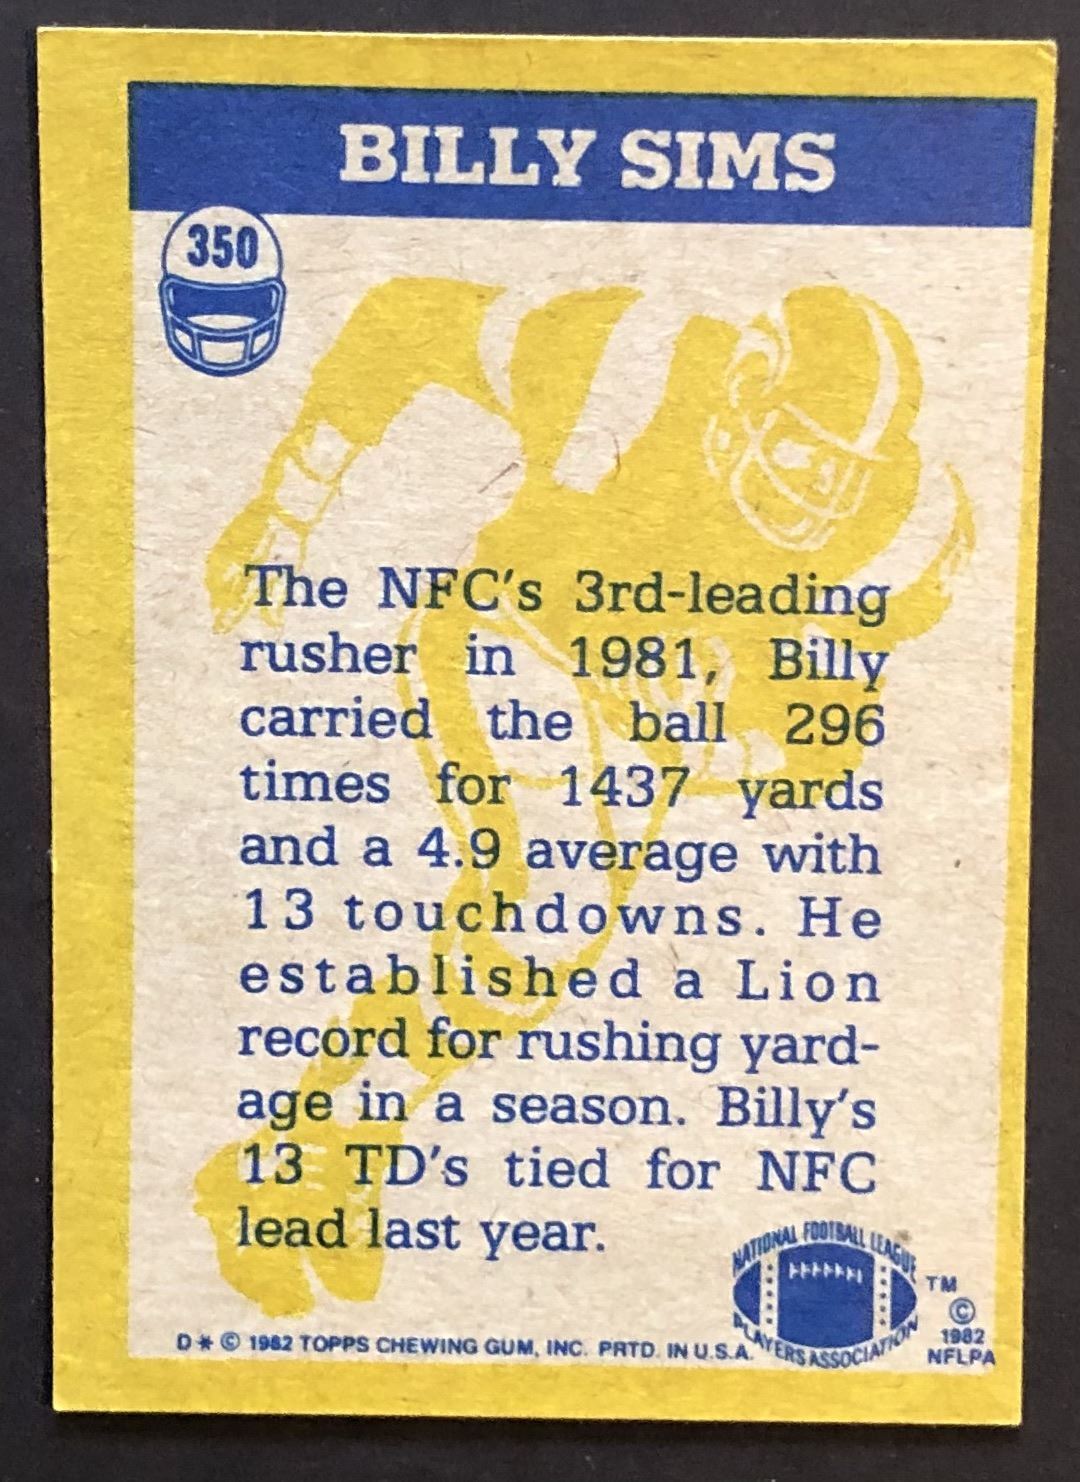 BILLY SIMS
350
The NFC's 3rd-leading
rusher in 1981, Billy
carried the ball 296
times for 1437 yards
and a 4.9 average with
13 touchdowns. He
established a Lion
record for rushing yard-
age in a season. Billy's
13 TD's tied for NFC
lead last year.
NATIONAL FOOTBALL LEAGUE
PLAYERS ASSOCIATION
TM
©
1982
NFLPA
D * © 1982 TOPPS CHEWING GUM, INC. PRTD. IN U.S.A.